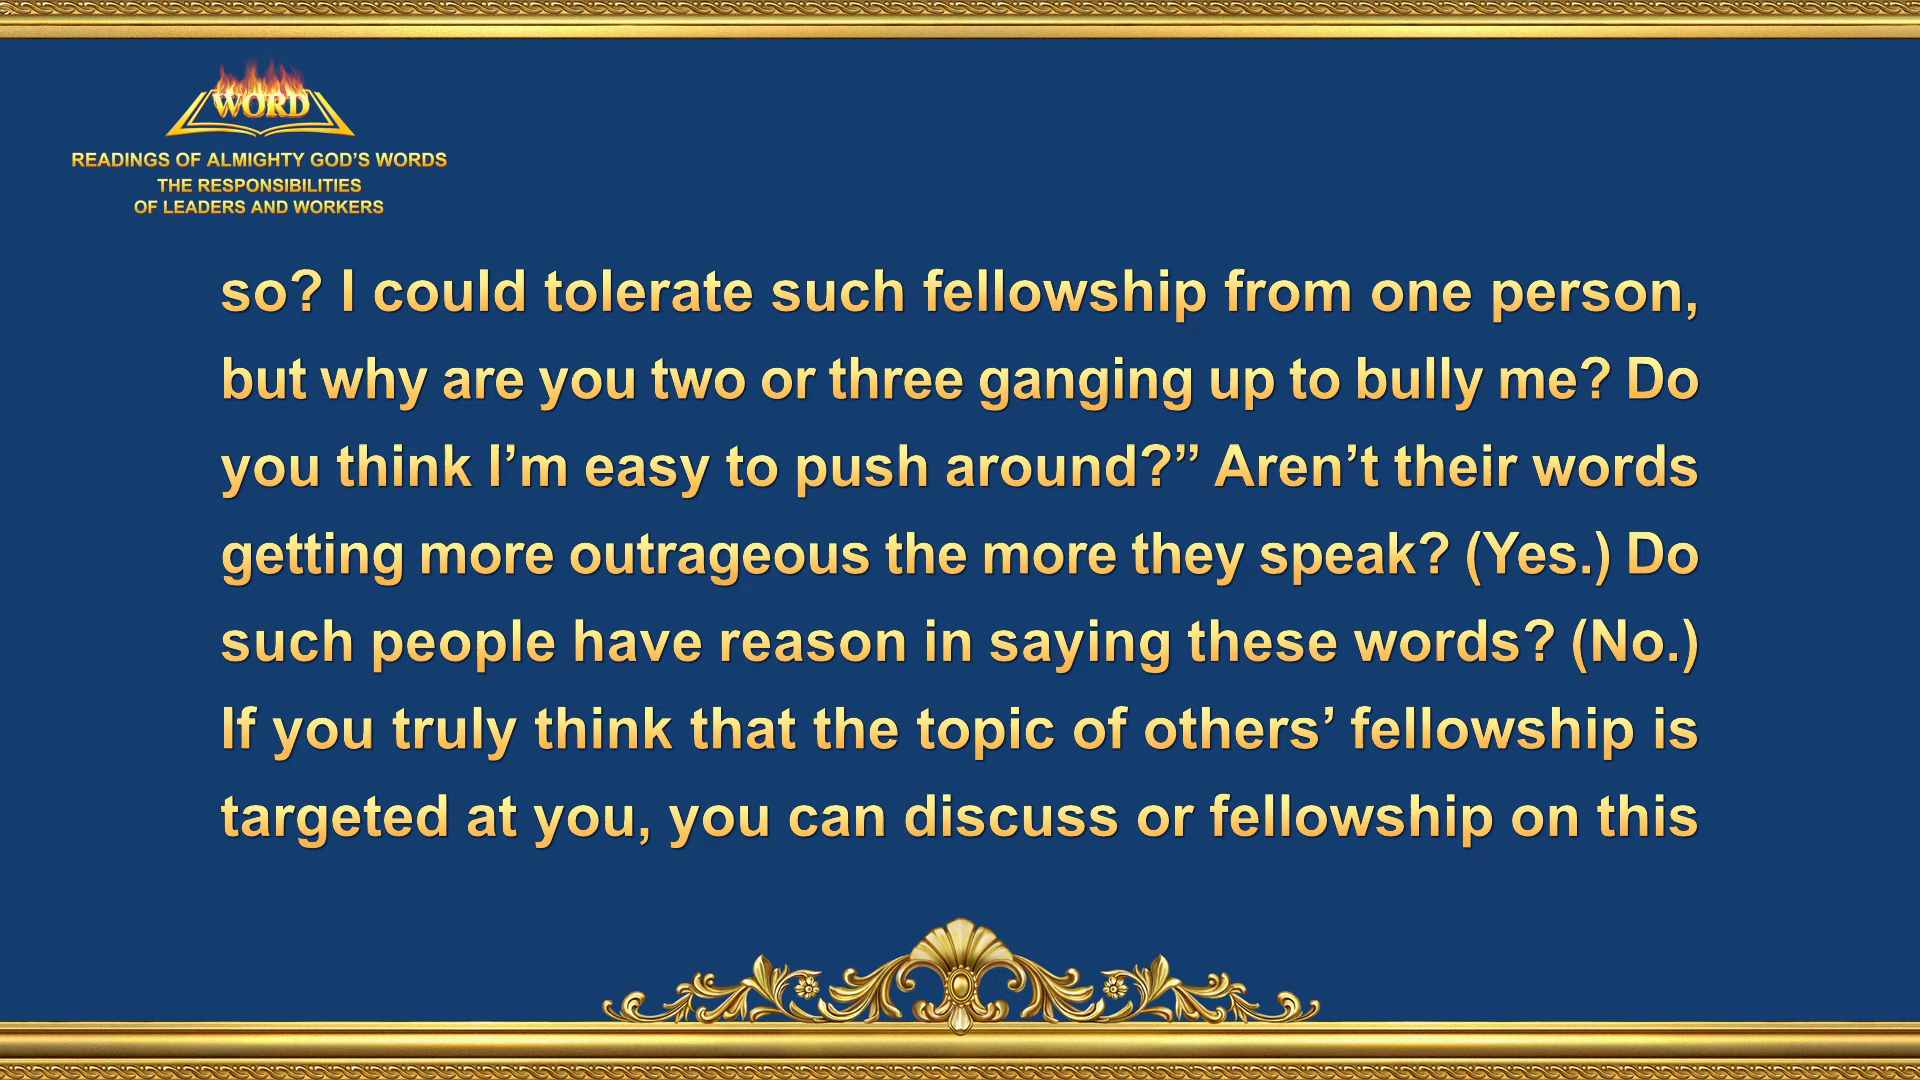 WORD
READINGS OF ALMIGHTY GOD’S WORDS
THE RESPONSIBILITIES
OF LEADERS AND WORKERS
so? I could tolerate such fellowship from one person,
but why are you two or three ganging up to bully me? Do
you think I’m easy to push around?” Aren’t their words
getting more outrageous the more they speak? (Yes.) Do
such people have reason in saying these words? (No.)
If you truly think that the topic of others’ fellowship is
targeted at you, you can discuss or fellowship on this